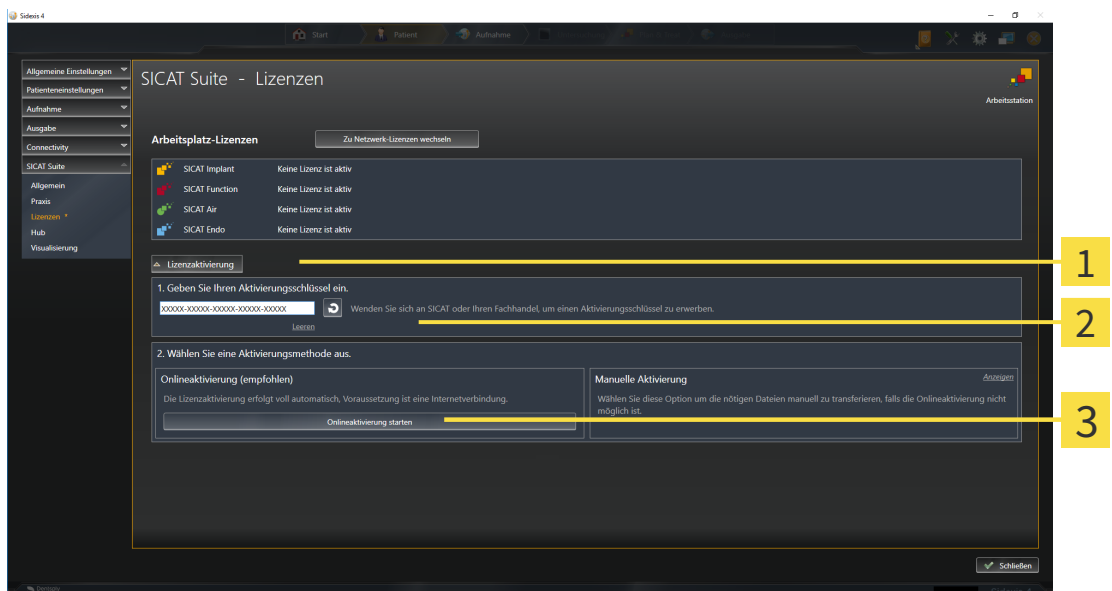 Sidexis 4
Start
Patient
Aufnahme
Allgemeine Einstellungen
Patienteneinstellungen
Aufnahme
Ausgabe
Connectivity
SICAT Suite
Allgemein
Praxis
Lizenzen *
Hub
Visualisierung
SICAT Suite - Lizenzen
Arbeitsstation
Arbeitsplatz-Lizenzen
Zu Netzwerk-Lizenzen wechseln
SICAT Implant Keine Lizenz ist aktiv
SICAT Function Keine Lizenz ist aktiv
SICAT Air Keine Lizenz ist aktiv
SICAT Endo Keine Lizenz ist aktiv
Lizenzaktivierung
1
1. Geben Sie Ihren Aktivierungsschlüssel ein.
XXXXX-XXXXX-XXXXX-XXXXX-XXXXX
Wenden Sie sich an SICAT oder Ihren Fachhandel, um einen Aktivierungsschlüssel zu erwerben.
Leeren
2
2. Wählen Sie eine Aktivierungsmethode aus.
Onlineaktivierung (empfohlen)
Die Lizenzaktivierung erfolgt voll automatisch, Voraussetzung ist eine Internetverbindung.
Onlineaktivierung starten
Manuelle Aktivierung
Anzeigen
Wählen Sie diese Option um die nötigen Dateien manuell zu transferieren, falls die Onlineaktivierung nicht
möglich ist.
3
Schließen